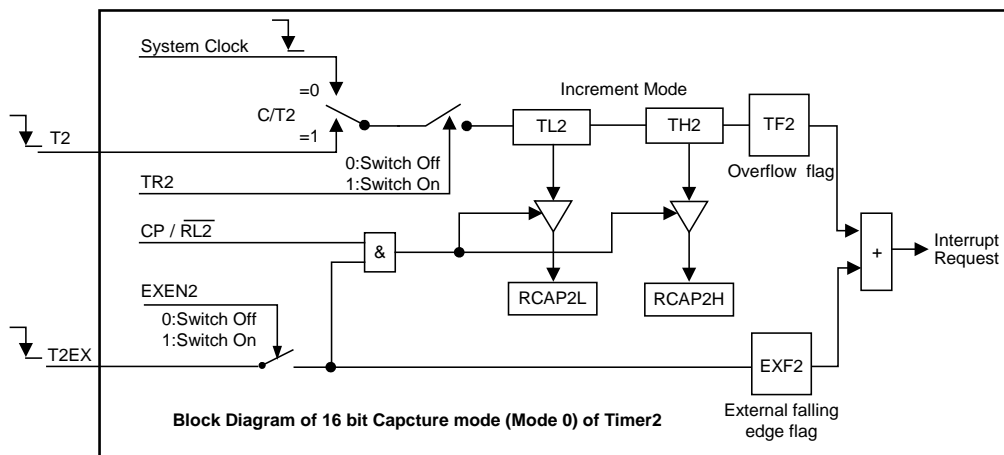 System Clock
=0
C/T2
=1
T2
0:Switch Off
1:Switch On
TR2
Increment Mode
TL2
TH2
TF2
Overflow flag
CP / RL2
&
RCAP2L
RCAP2H
+
Interrupt
Request
EXEN2
0:Switch Off
1:Switch On
T2EX
EXF2
External falling
edge flag
Block Diagram of 16 bit Capcture mode (Mode 0) of Timer2